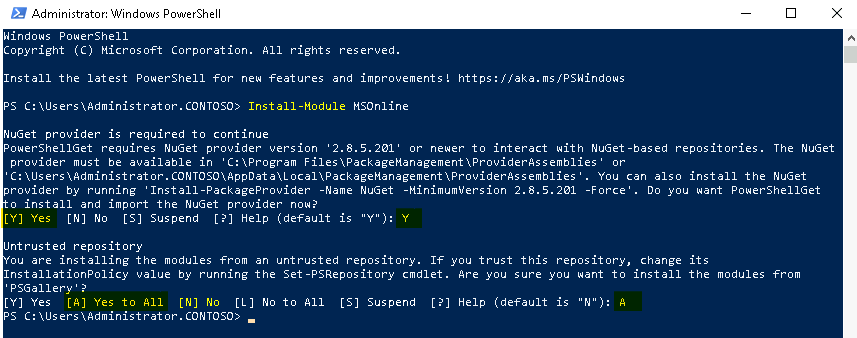 Administrator: Windows PowerShell
Windows PowerShell
Copyright (C) Microsoft Corporation. All rights reserved.
Install the latest PowerShell for new features and improvements! https://aka.ms/PSWindows
PS C:\Users\Administrator.CONTOSO> Install-Module MSOnline
NuGet provider is required to continue
PowerShellGet requires NuGet provider version '2.8.5.201' or newer to interact with NuGet-based repositories. The NuGet
provider must be available in 'C:\Program Files\PackageManagement\ProviderAssemblies' or
'C:\Users\Administrator.CONTOSO\AppData\Local\PackageManagement\ProviderAssemblies'. You can also install the NuGet
provider by running 'Install-PackageProvider -Name NuGet -MinimumVersion 2.8.5.201 -Force'. Do you want PowerShellGet
to install and import the NuGet provider now?
[Y] Yes  [N] No  [S] Suspend  [?] Help (default is "Y"): Y
Untrusted repository
You are installing the modules from an untrusted repository. If you trust this repository, change its
InstallationPolicy value by running the Set-PSRepository cmdlet. Are you sure you want to install the modules from
'PSGallery'?
[Y] Yes  [A] Yes to All  [N] No  [L] No to All  [S] Suspend  [?] Help (default is "N"): A
PS C:\Users\Administrator.CONTOSO>